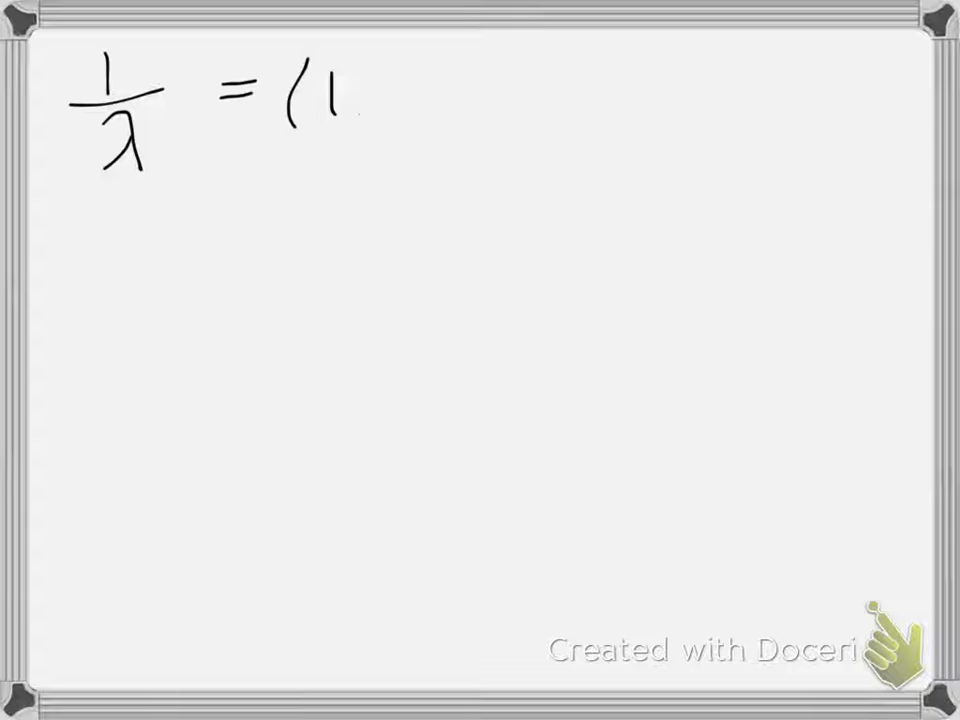 1/λ = (1.
Created with Doceri